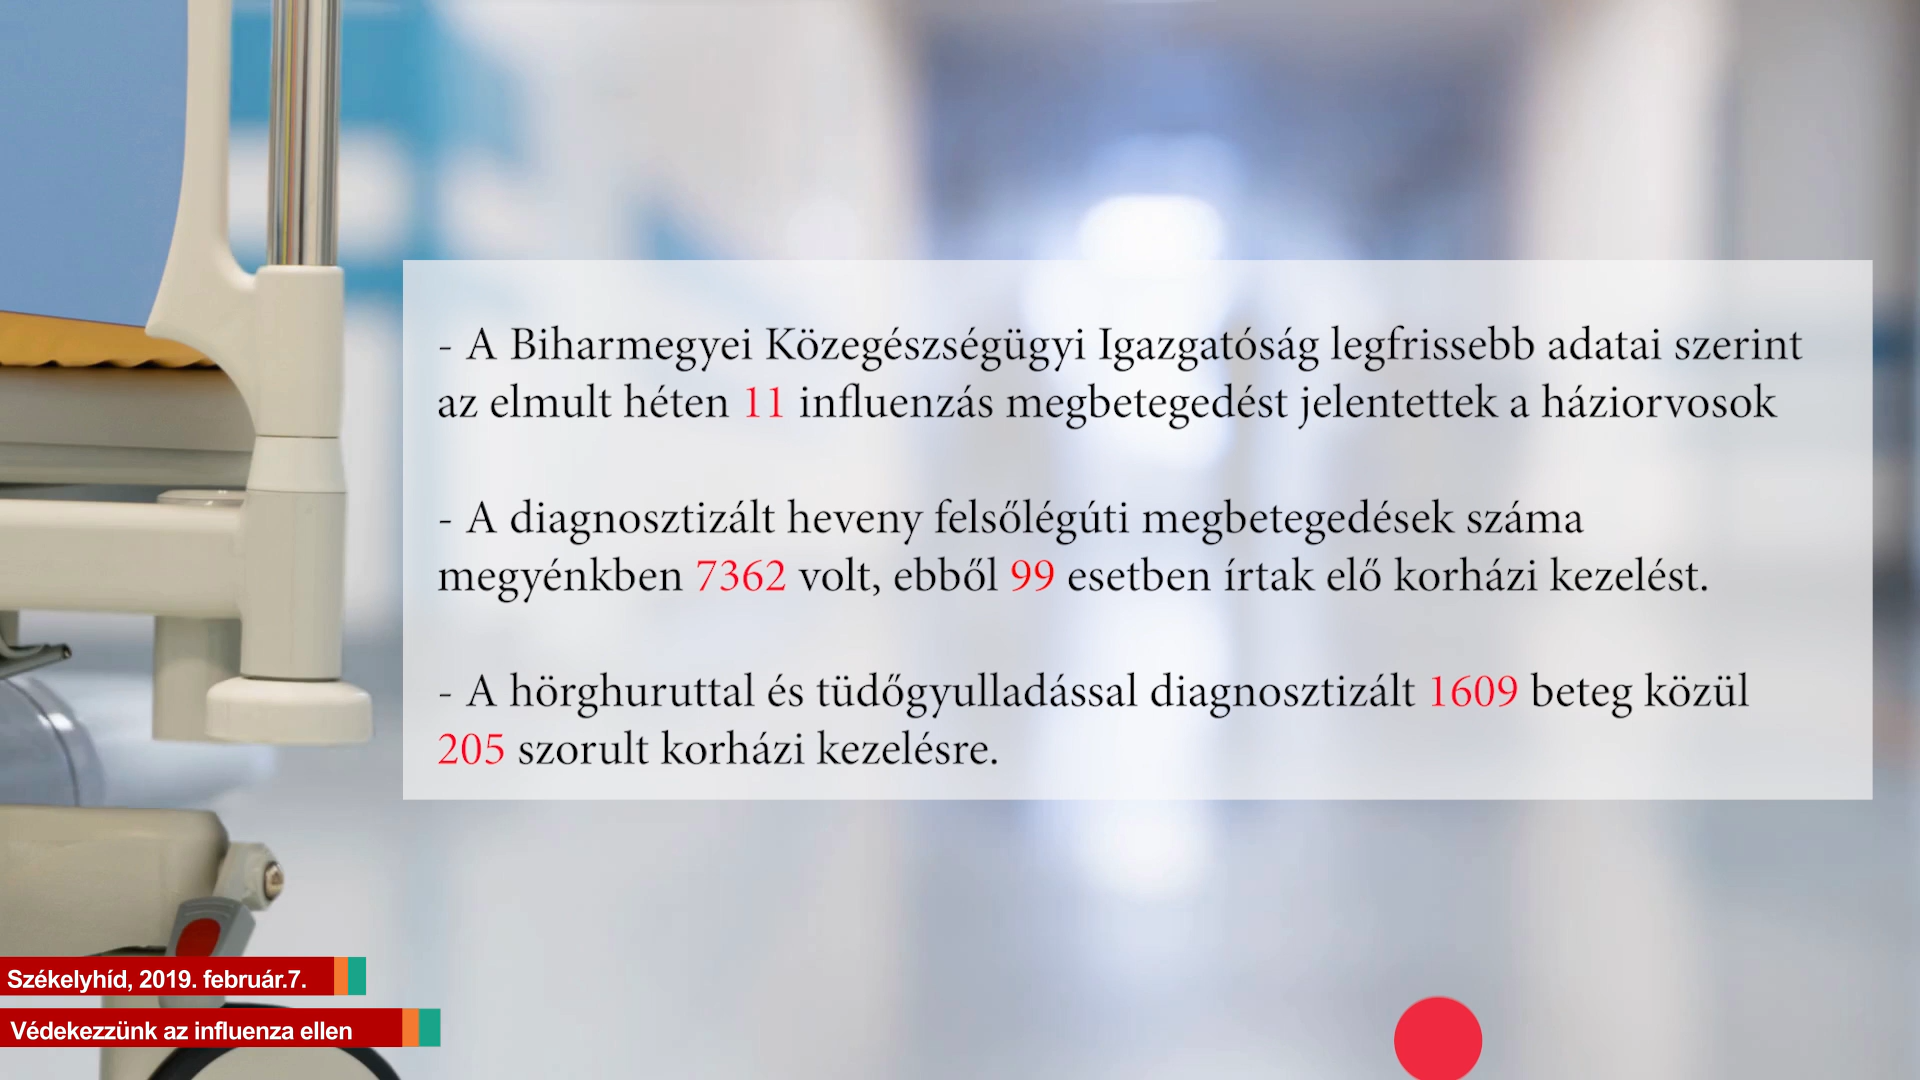 - A Biharmegyei Közegészségügyi Igazgatóság legfrissebb adatai szerint
az elmult héten 11 influenzás megbetegedést jelentettek a háziorvosok
- A diagnosztizált heveny felsőlégúti megbetegedések száma
megyénkben 7362 volt, ebből 99 esetben írtak elő korházi kezelést.
- A hörghuruttal és tüdőgyulladással diagnosztizált 1609 beteg közül
205 szorult korházi kezelésre.
Székelyhíd, 2019. február.7.
Védekezzünk az influenza ellen